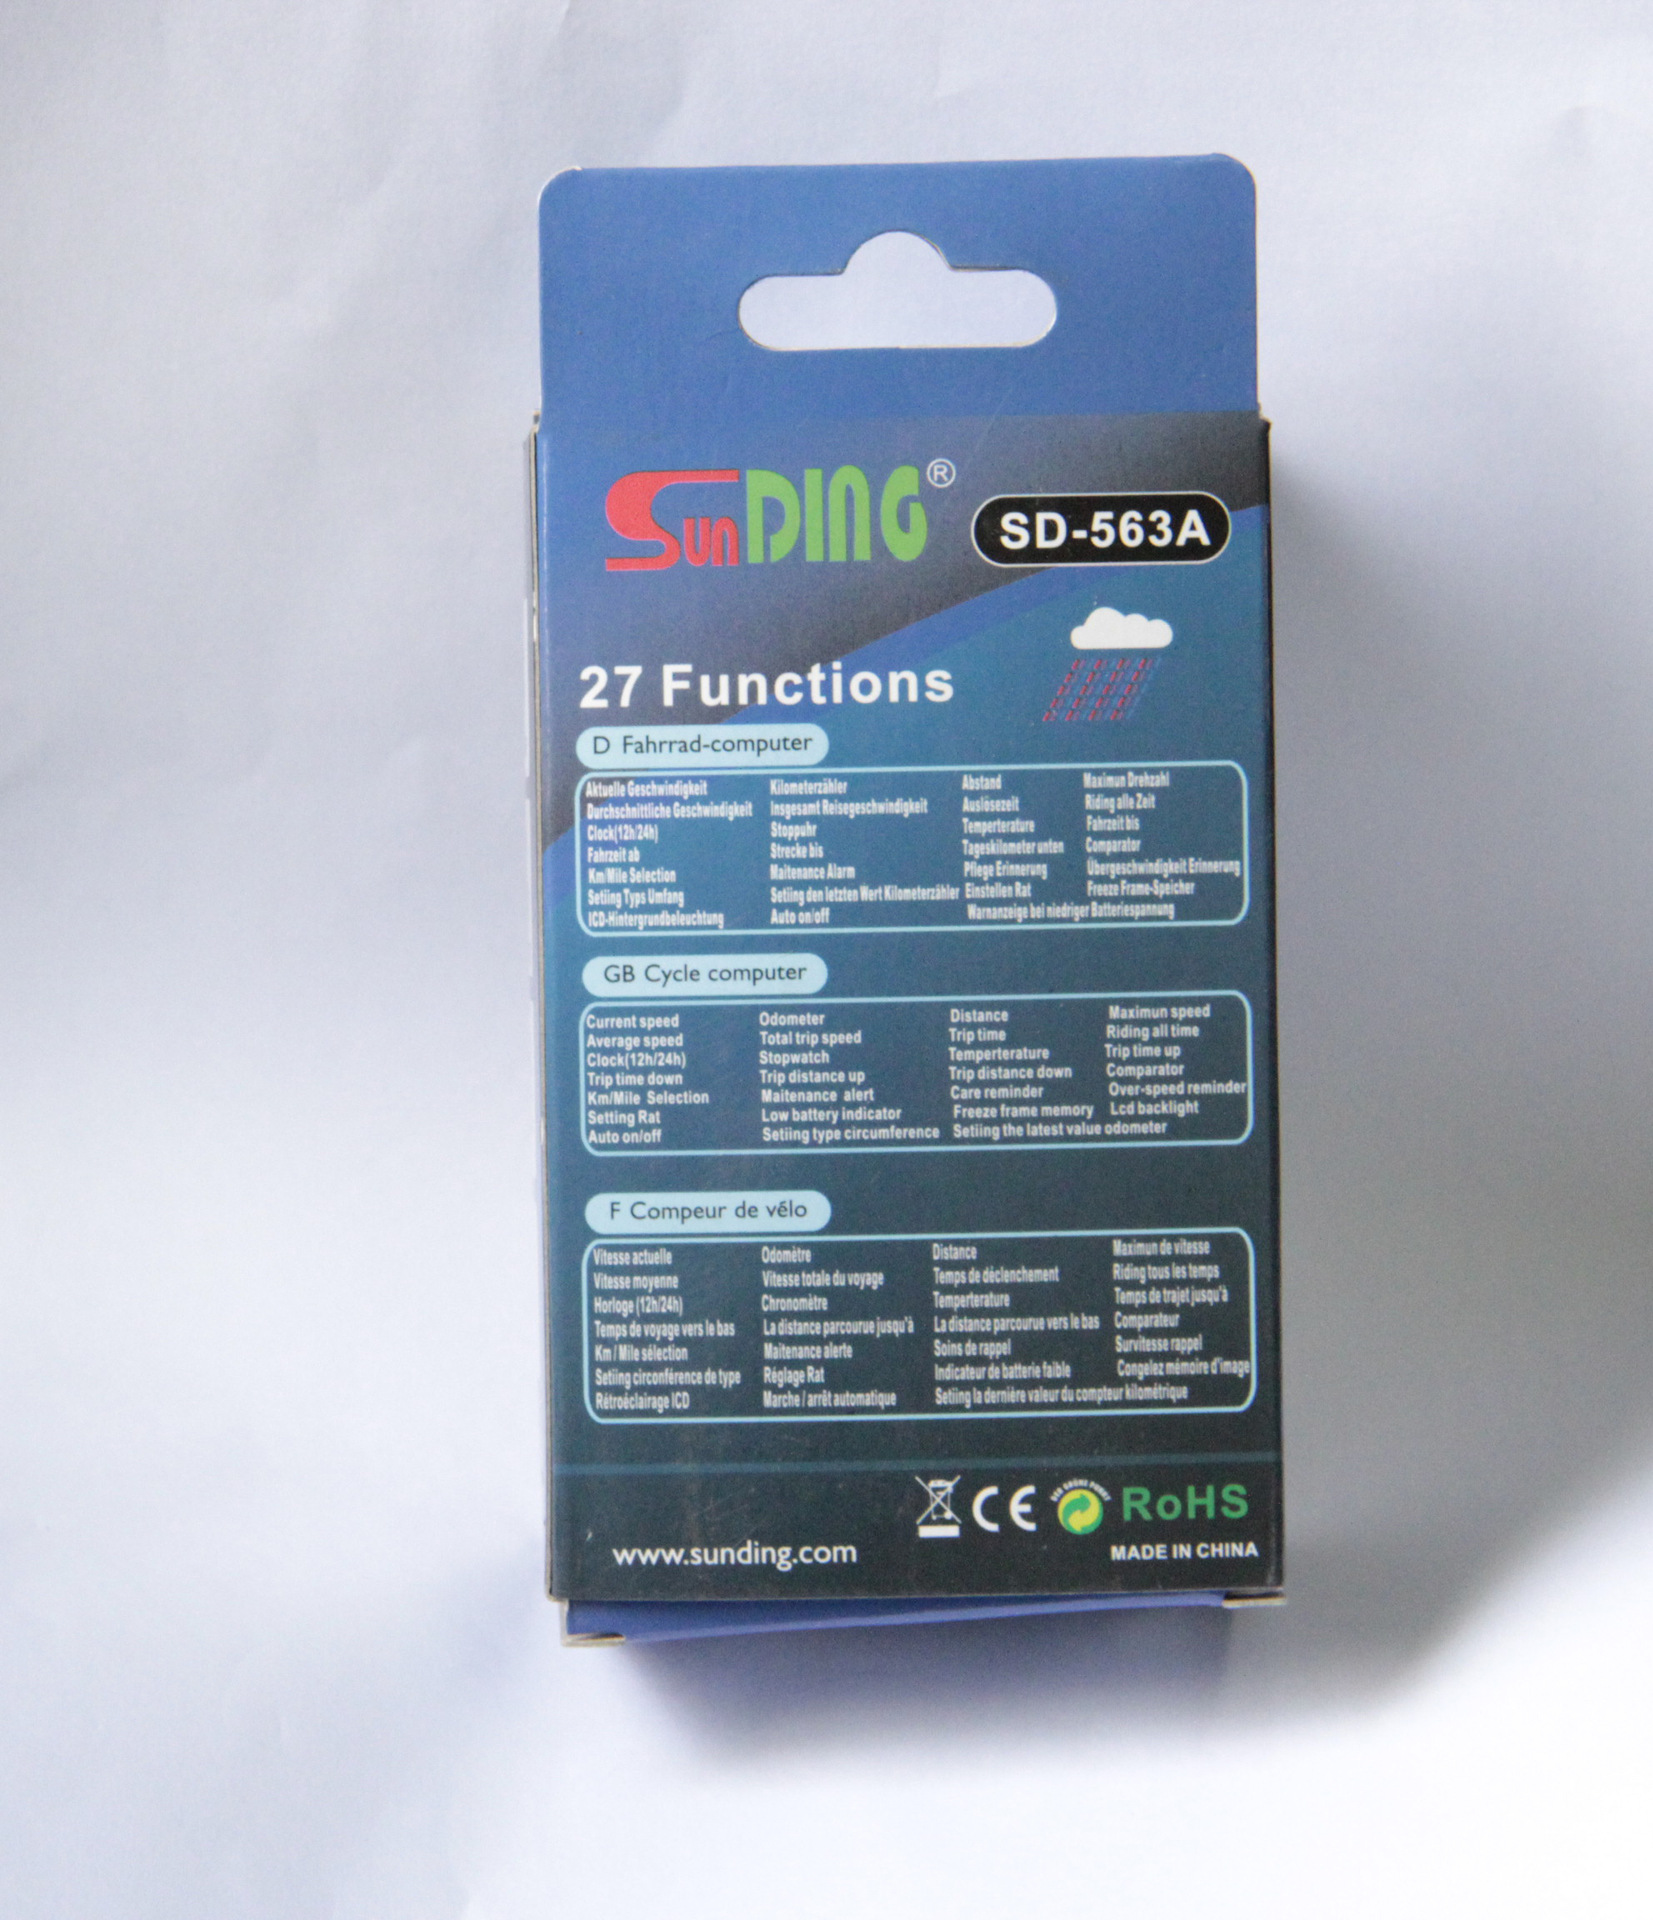 SunDING®
SD-563A
27 Functions
D Fahrrad-computer
Aktuelle Geschwindigkeit Kilometerzähler Abstand Maximun Drehzahl
Durchschnittliche Geschwindigkeit Insgesamt Reisegeschwindigkeit Auslösezeit Riding alle Zeit
Clock(12h/24h) Stoppuhr Temperterature Fahrzeit bis
Fahrzeit ab Strecke bis Tageskilometer unten Comparator
Km/Mile Selection Maitenance Alarm Pflege Erinnerung Übergeschwindigkeit Erinnerung
Setiing Typs Umfang Setiing den letzten Wert Kilometerzähler Einstellen Rat Freeze Frame-Speicher
ICD-Hintergrundbeleuchtung Auto on/off Warnanzeige bei niedriger Batteriespannung
GB Cycle computer
Current speed Odometer Distance Maximun speed
Average speed Total trip speed Trip time Riding all time
Clock(12h/24h) Stopwatch Temperterature Trip time up
Trip time down Trip distance up Trip distance down Comparator
Km/Mile Selection Maitenance alert Care reminder Over-speed reminder
Setting Rat Low battery indicator Freeze frame memory Lcd backlight
Auto on/off Setiing type circumference Setiing the latest value odometer
F Compeur de vélo
Vitesse actuelle Odomètre Distance Maximun de vitesse
Vitesse moyenne Vitesse totale du voyage Temps de déclenchement Riding tous les temps
Horloge (12h/24h) Chronomètre Temperterature Temps de trajet jusqu'à
Temps de voyage vers le bas La distance parcourue jusqu'à La distance parcourue vers le bas Comparateur
Km / Mile sélection Maitenance alerte Soins de rappel Survitesse rappel
Setiing circonférence de type Réglage Rat Indicateur de batterie faible Congelez mémoire d'image
Rétroéclairage ICD Marche / arrêt automatique Setiing la dernière valeur du compteur kilométrique
CE DER GRÜNE PUNKT RoHS
www.sunding.com MADE IN CHINA